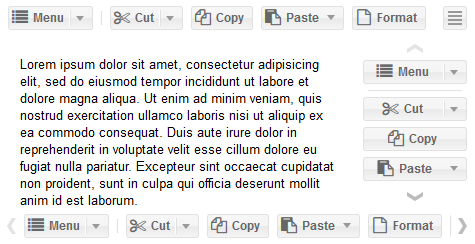 Menu Cut Copy Paste Format
Lorem ipsum dolor sit amet, consectetur adipisicing
elit, sed do eiusmod tempor incididunt ut labore et
dolore magna aliqua. Ut enim ad minim veniam, quis
nostrud exercitation ullamco laboris nisi ut aliquip ex
ea commodo consequat. Duis aute irure dolor in
reprehenderit in voluptate velit esse cillum dolore eu
fugiat nulla pariatur. Excepteur sint occaecat cupidatat
non proident, sunt in culpa qui officia deserunt mollit
anim id est laborum.
Menu
Cut
Copy
Paste
Menu Cut Copy Paste Format